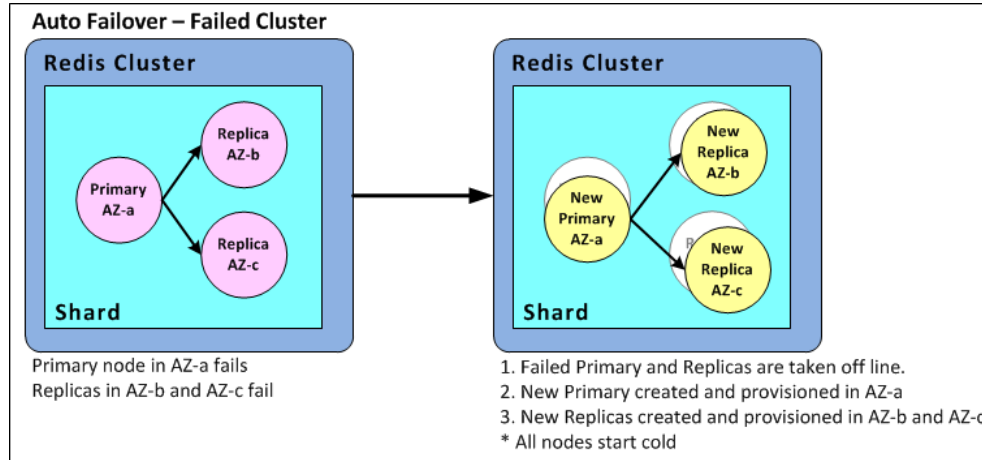 Auto Failover – Failed Cluster
Redis Cluster
Replica
AZ-b
Primary
AZ-a
Replica
AZ-c
Shard
Primary node in AZ-a fails
Replicas in AZ-b and AZ-c fail
Redis Cluster
New
Replica
AZ-b
New
Primary
AZ-a
New
Replica
AZ-c
Shard
1. Failed Primary and Replicas are taken off line.
2. New Primary created and provisioned in AZ-a
3. New Replicas created and provisioned in AZ-b and AZ-c
* All nodes start cold